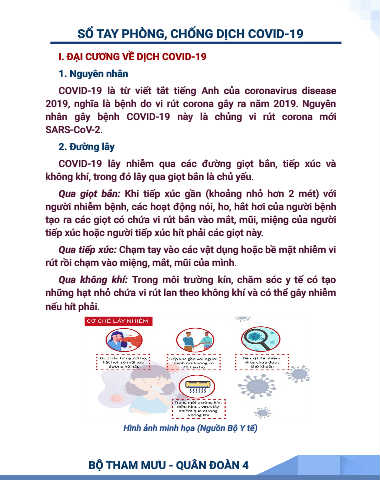 SỔ TAY PHÒNG, CHỐNG DỊCH COVID-19
I. ĐẠI CƯƠNG VỀ DỊCH COVID-19
1. Nguyên nhân
COVID-19 là từ viết tắt tiếng Anh của coronavirus disease
2019, nghĩa là bệnh do vi rút corona gây ra năm 2019. Nguyên
nhân gây bệnh COVID-19 này là chủng vi rút corona mới
SARS-CoV-2.
2. Đường lây
COVID-19 lây nhiễm qua các đường giọt bắn, tiếp xúc và
không khí, trong đó lây qua giọt bắn là chủ yếu.
Qua giọt bắn: Khi tiếp xúc gần (khoảng nhỏ hơn 2 mét) với
người nhiễm bệnh, các hoạt động nói, ho, hắt hơi của người bệnh
tạo ra các giọt có chứa vi rút bắn vào mắt, mũi, miệng của người
tiếp xúc hoặc người tiếp xúc hít phải các giọt này.
Qua tiếp xúc: Chạm tay vào các vật dụng hoặc bề mặt nhiễm vi
rút rồi chạm vào miệng, mắt, mũi của mình.
Qua không khí: Trong môi trường kín, chăm sóc y tế có tạo
những hạt nhỏ chứa vi rút lan theo không khí và có thể gây nhiễm
nếu hít phải.
CƠ CHẾ LÂY NHIỄM
Hình ảnh minh họa (Nguồn Bộ Y tế)
BỘ THAM MƯU - QUÂN ĐOÀN 4